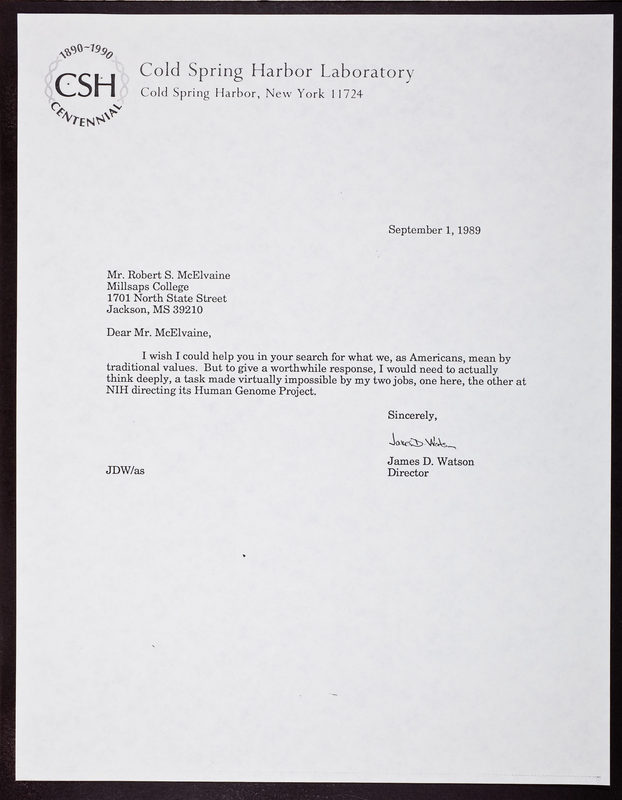 1890~1990
CSH
CENTENNIAL
Cold Spring Harbor Laboratory
Cold Spring Harbor, New York 11724
September 1, 1989
Mr. Robert S. McElvaine
Millsaps College
1701 North State Street
Jackson, MS 39210
Dear Mr. McElvaine,
I wish I could help you in your search for what we, as Americans, mean by
traditional values. But to give a worthwhile response, I would need to actually
think deeply, a task made virtually impossible by my two jobs, one here, the other at
NIH directing its Human Genome Project.
Sincerely,
James D. Watson
James D. Watson
Director
JDW/as